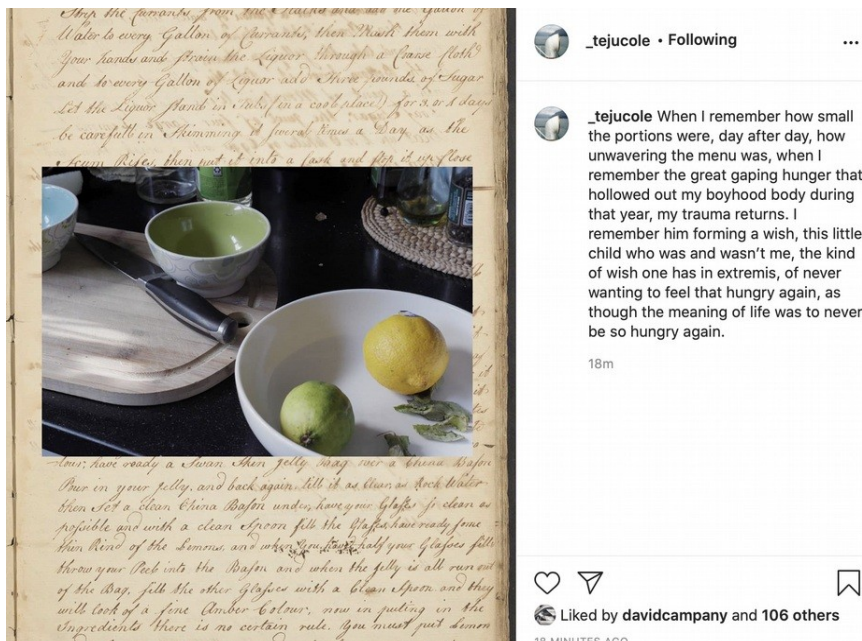 Strip the Currants from the Stalks and add one Gallon of
Water to every Gallon of Currants, then Mash them with
Your hands and strain the Liquor through a Coarse Cloth
and to every Gallon of Liquor add Three pounds of Sugar
Let the Liquor stand in Tubs (in a cool place) for 3 or 4 days
be carefull in Skimming it several times a Day, as the
Scum Rises, then put it into a Cask and stop it up close
lour: have ready a Swan Skin jelly bag over a China Bason
Pour in your Jelly, and back again till it as Clear as Rock Water
then Set a clean China Bason under, have your Glasses as clean as
possible and with a clean Spoon fill the Glasses, have ready some
thin Rind of the Lemons, and when you have half your Glasses fill
throw your Peel into the Bason and when the jelly is all run out
of the Bag, fill the other Glasses with a Clean Spoon and they
will look of a fine Amber Colour. now in puting in the
Ingredients there is no certain rule. You must put Lemon
_tejucole • Following
_tejucole When I remember how small
the portions were, day after day, how
unwavering the menu was, when I
remember the great gaping hunger that
hollowed out my boyhood body during
that year, my trauma returns. I
remember him forming a wish, this little
child who was and wasn’t me, the kind
of wish one has in extremis, of never
wanting to feel that hungry again, as
though the meaning of life was to never
be so hungry again.
18m
Liked by davidcampany and 106 others
18 MINUTES AGO